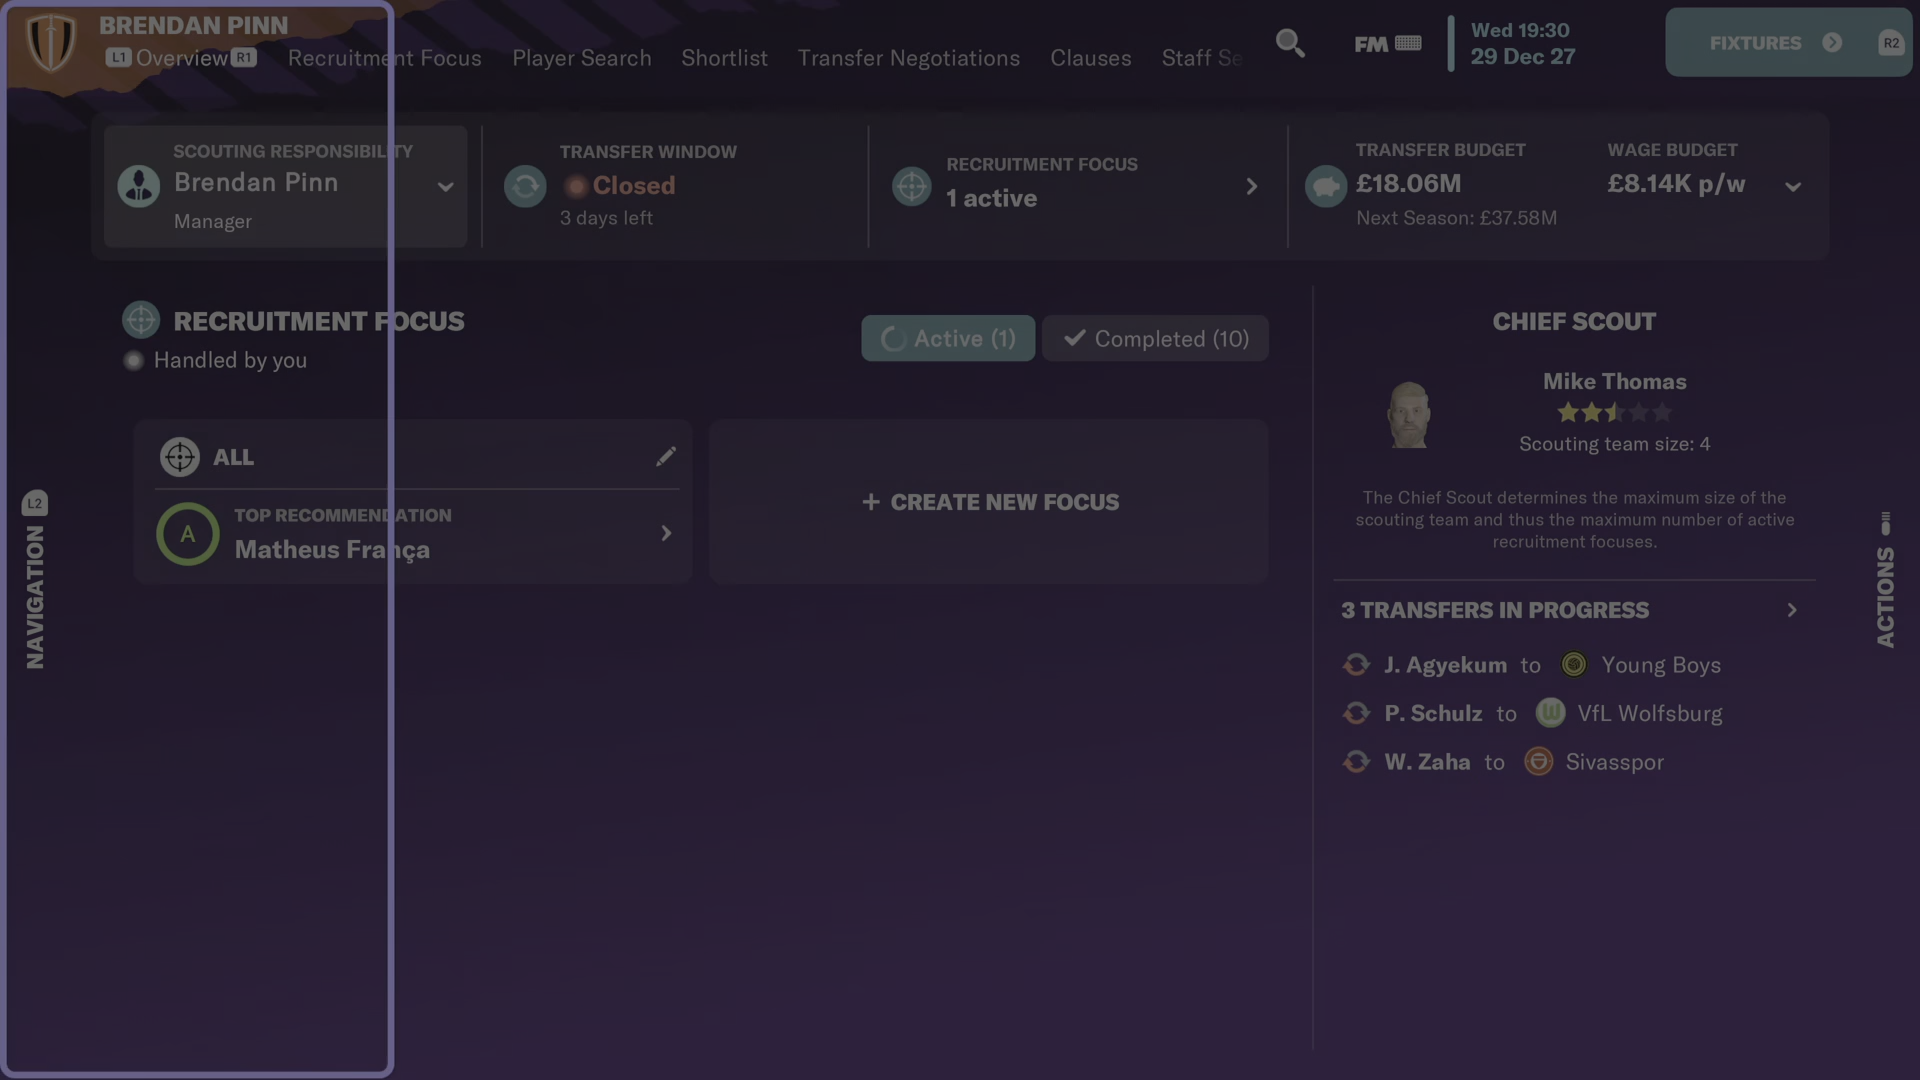 BRENDAN PINN
L1 Overview R1 Recruitment Focus Player Search Shortlist Transfer Negotiations Clauses Staff Se
FM
Wed 19:30
29 Dec 27
FIXTURES
R2
SCOUTING RESPONSIBILITY
Brendan Pinn
Manager
TRANSFER WINDOW
Closed
3 days left
RECRUITMENT FOCUS
1 active
TRANSFER BUDGET
£18.06M
Next Season: £37.58M
WAGE BUDGET
£8.14K p/w
RECRUITMENT FOCUS
Handled by you
Active (1)
Completed (10)
ALL
A
TOP RECOMMENDATION
Matheus França
+ CREATE NEW FOCUS
CHIEF SCOUT
Mike Thomas
Scouting team size: 4
The Chief Scout determines the maximum size of the
scouting team and thus the maximum number of active
recruitment focuses.
3 TRANSFERS IN PROGRESS
J. Agyekum to Young Boys
P. Schulz to VfL Wolfsburg
W. Zaha to Sivasspor
L2
NAVIGATION
ACTIONS